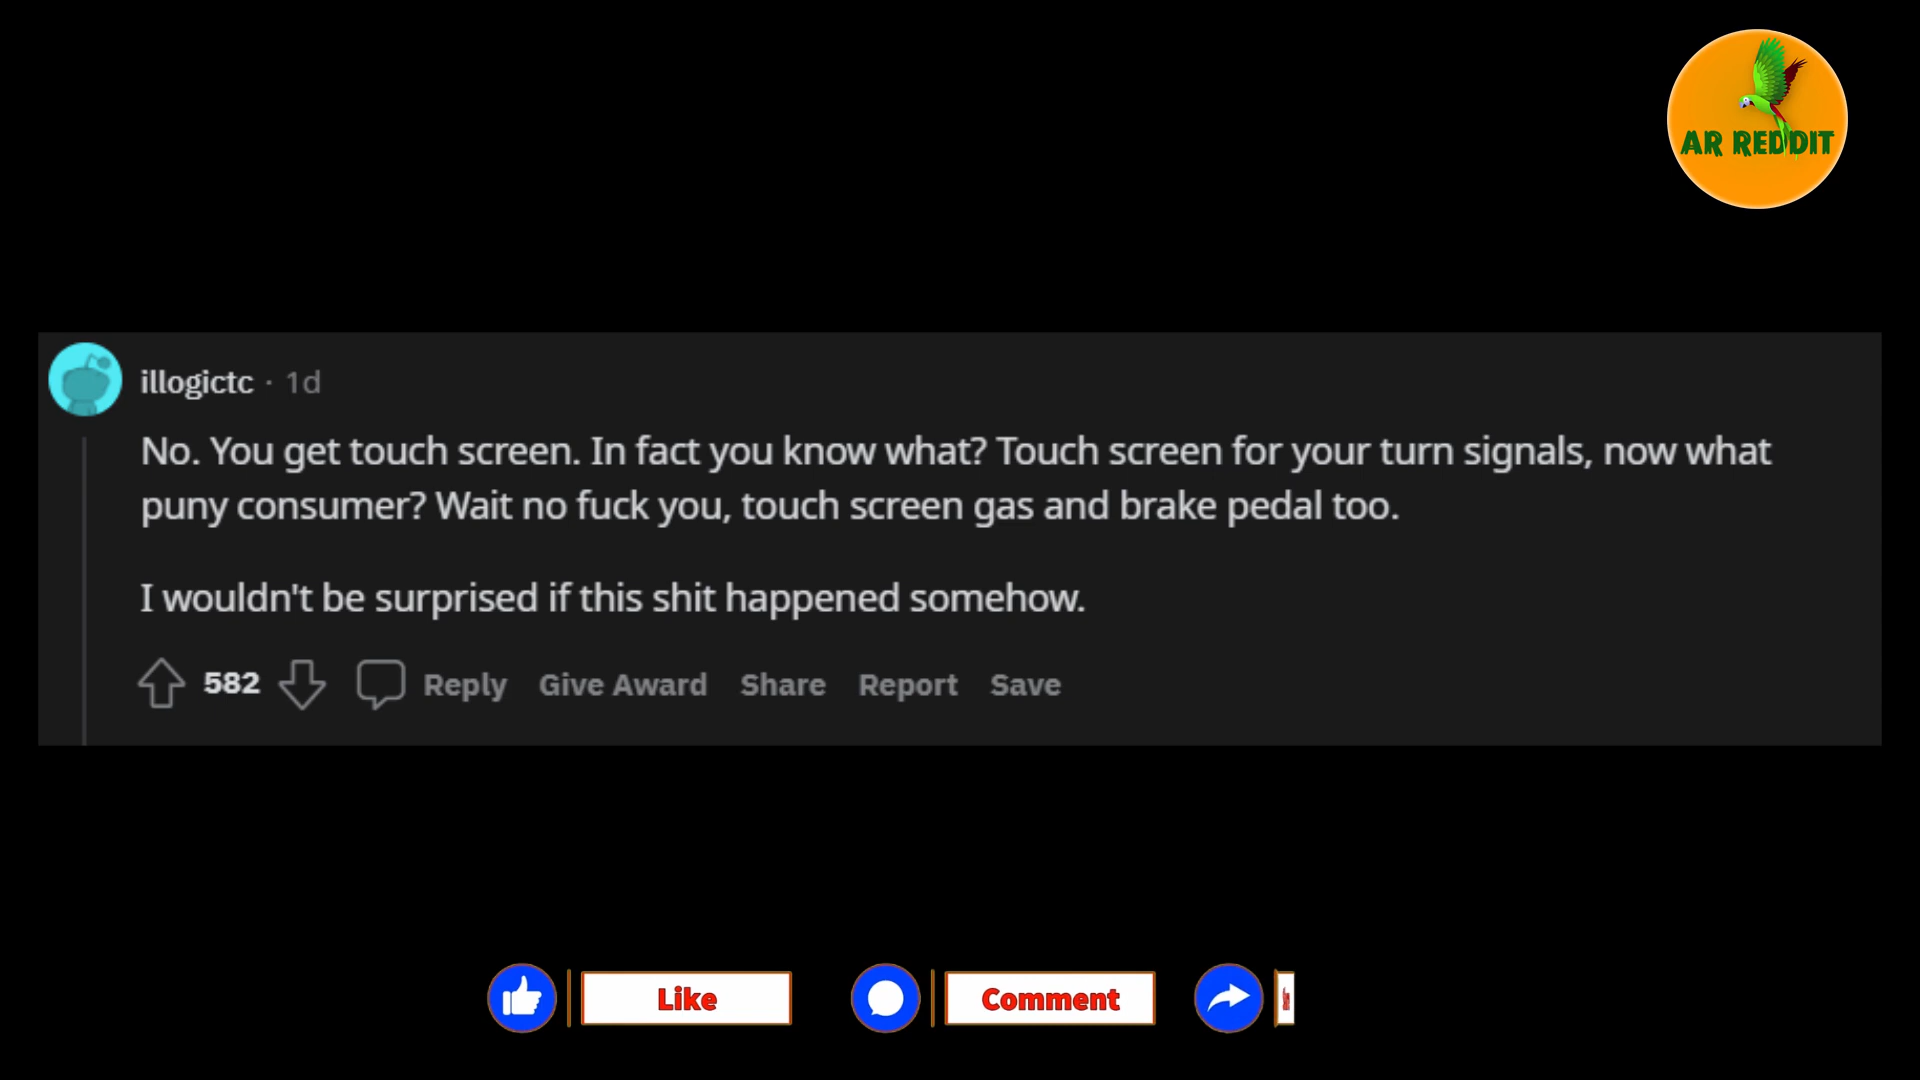 AR REDDIT
illogictc · 1d
No. You get touch screen. In fact you know what? Touch screen for your turn signals, now what
puny consumer? Wait no fuck you, touch screen gas and brake pedal too.
I wouldn't be surprised if this shit happened somehow.
582 Reply Give Award Share Report Save
Like Comment